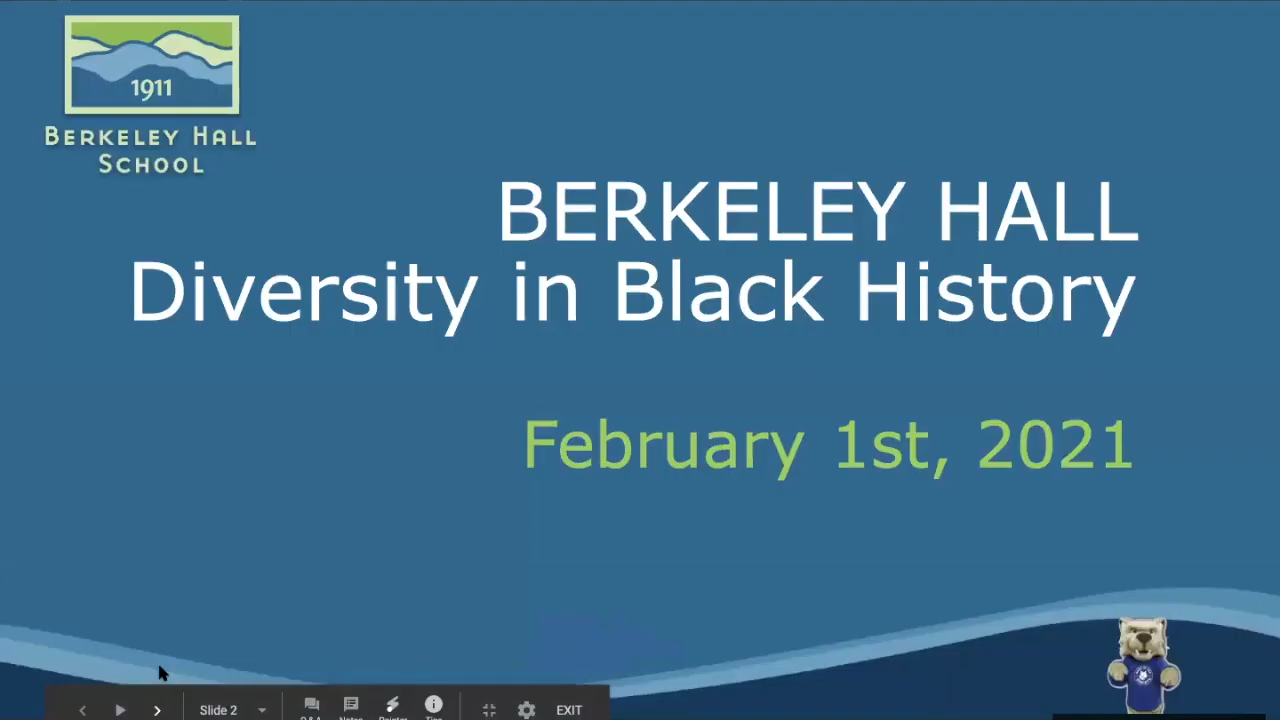 1911
BERKELEY HALL
SCHOOL
BERKELEY HALL
Diversity in Black History
February 1st, 2021
Slide 2
EXIT